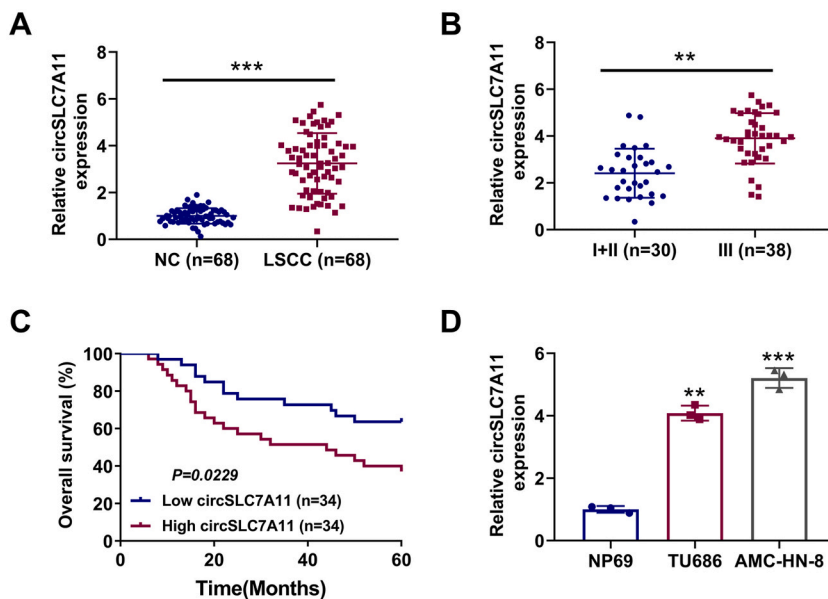 A
Relative circSLC7A11
expression
8
6
4
2
0
***
NC (n=68)
LSCC (n=68)
B
Relative circSLC7A11
expression
8
6
4
2
0
**
I+II (n=30)
III (n=38)
C
Overall survival (%)
100
80
60
40
20
0
P=0.0229
Low circSLC7A11 (n=34)
High circSLC7A11 (n=34)
0
20
40
60
Time(Months)
D
Relative circSLC7A11
expression
6
4
2
0
**
***
NP69
TU686
AMC-HN-8